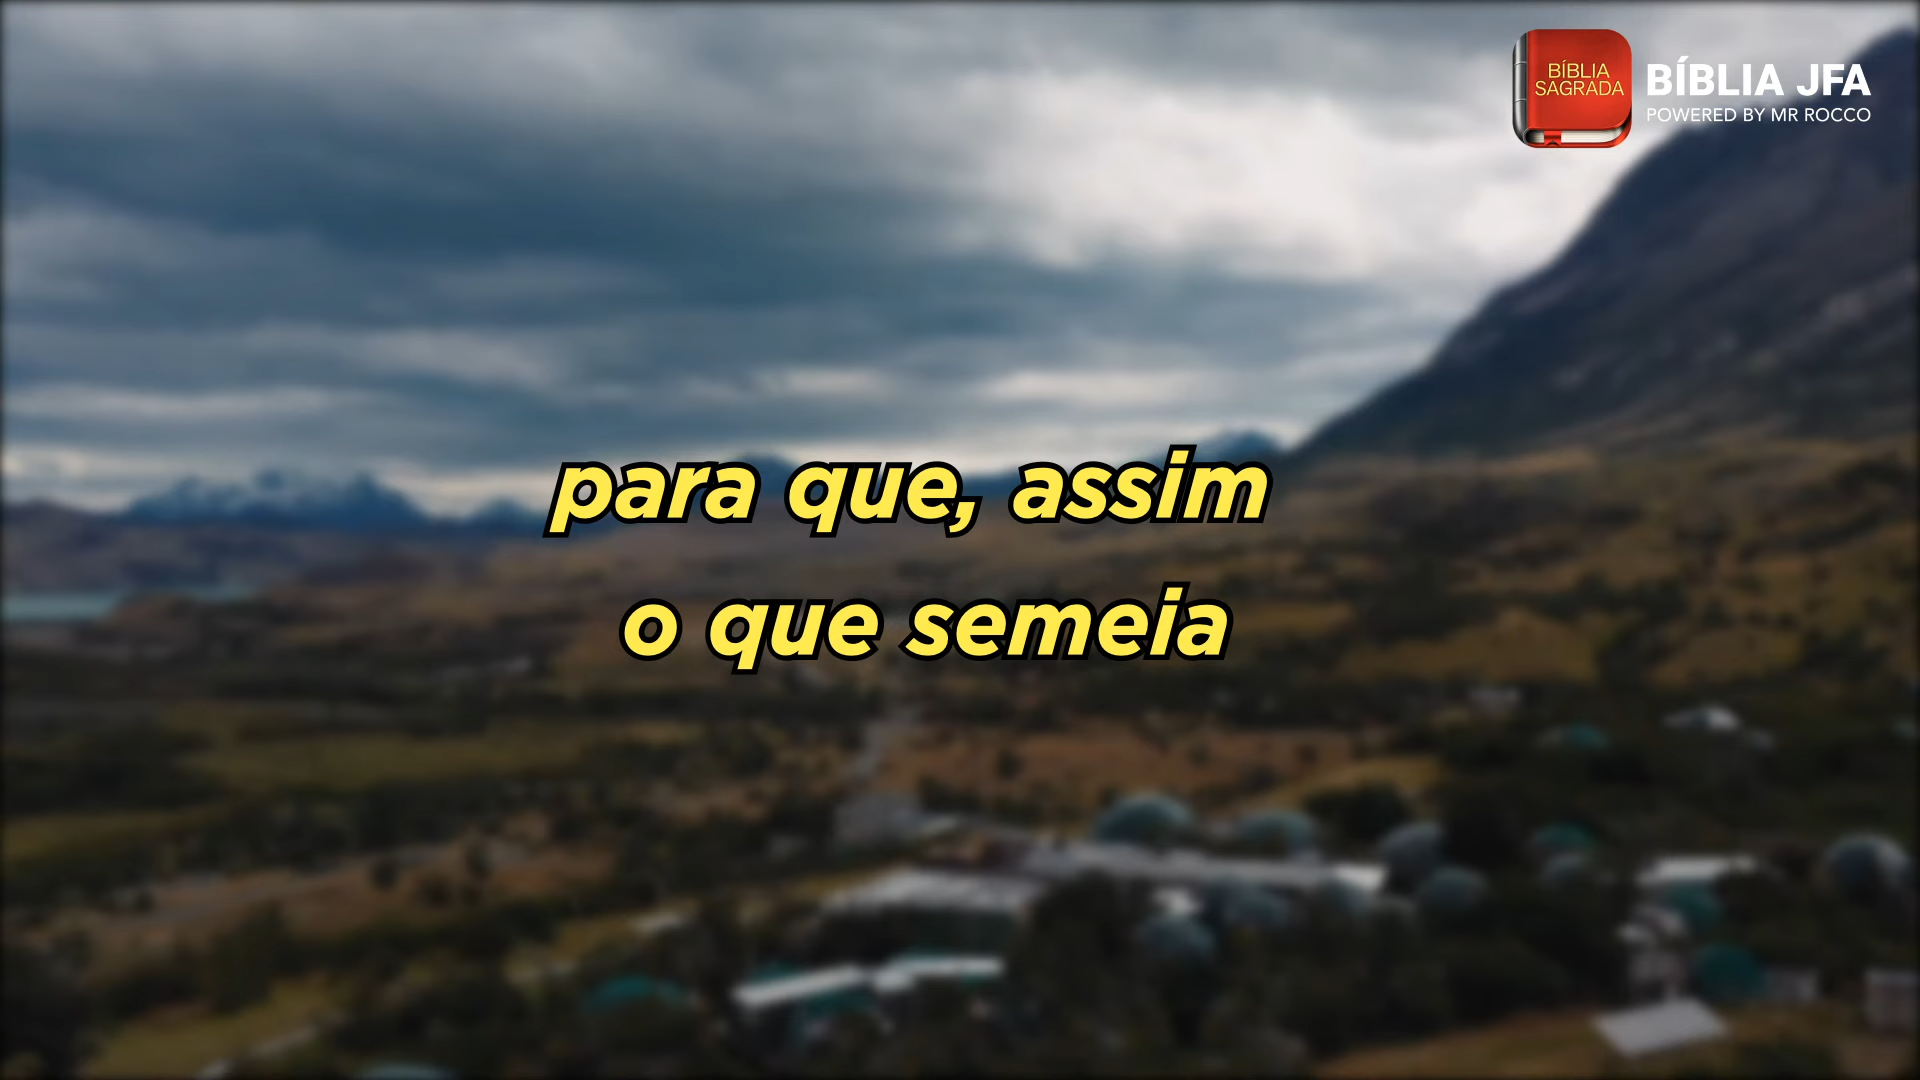 BÍBLIA
SAGRADA
BÍBLIA JFA
POWERED BY MR ROCCO
para que, assim
o que semeia